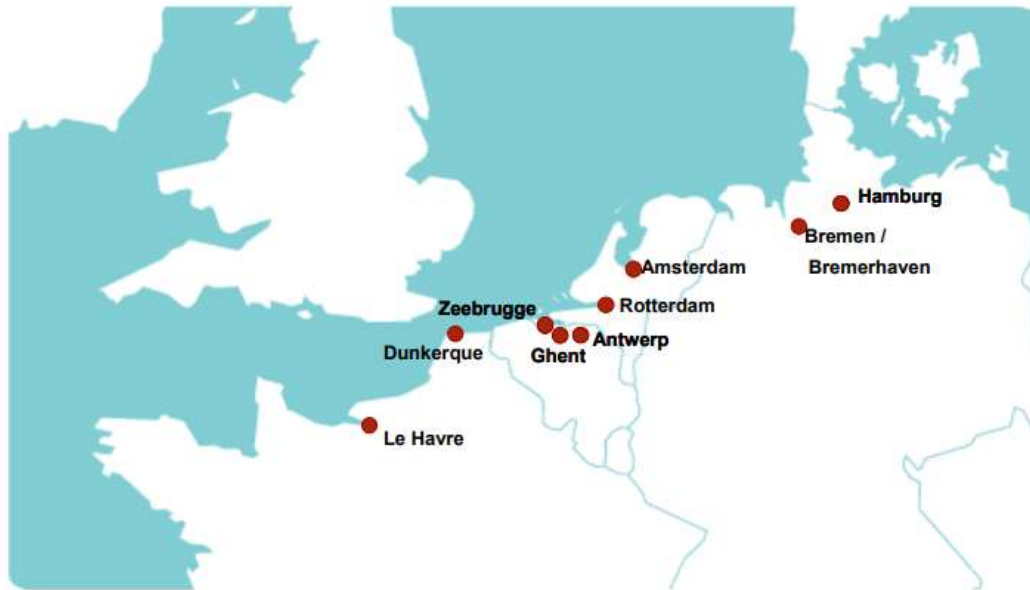 Hamburg
Bremen /
Bremerhaven
Amsterdam
Rotterdam
Zeebrugge
Dunkerque
Ghent
Antwerp
Le Havre